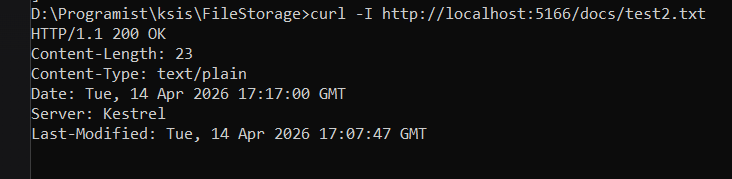 D:\Programist\ksis\FileStorage>curl -I http://localhost:5166/docs/test2.txt
HTTP/1.1 200 OK
Content-Length: 23
Content-Type: text/plain
Date: Tue, 14 Apr 2026 17:17:00 GMT
Server: Kestrel
Last-Modified: Tue, 14 Apr 2026 17:07:47 GMT